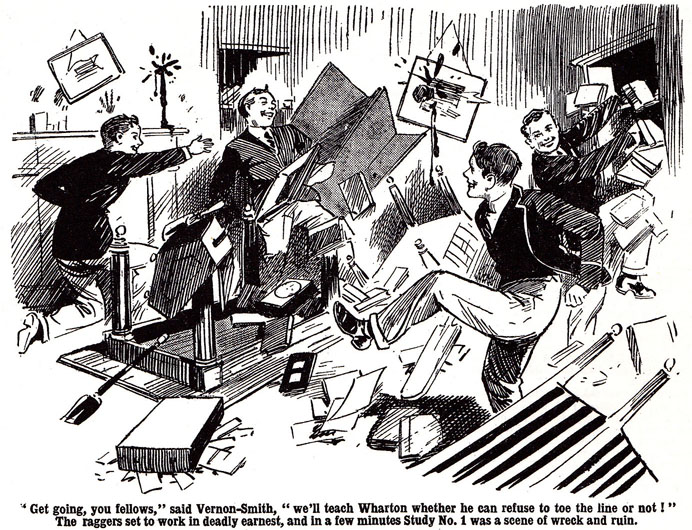 “ Get going, you fellows,” said Vernon-Smith, “ we’ll teach Wharton whether he can refuse to toe the line or not ! ”
The raggers set to work in deadly earnest, and in a few minutes Study No. 1 was a scene of wreck and ruin.